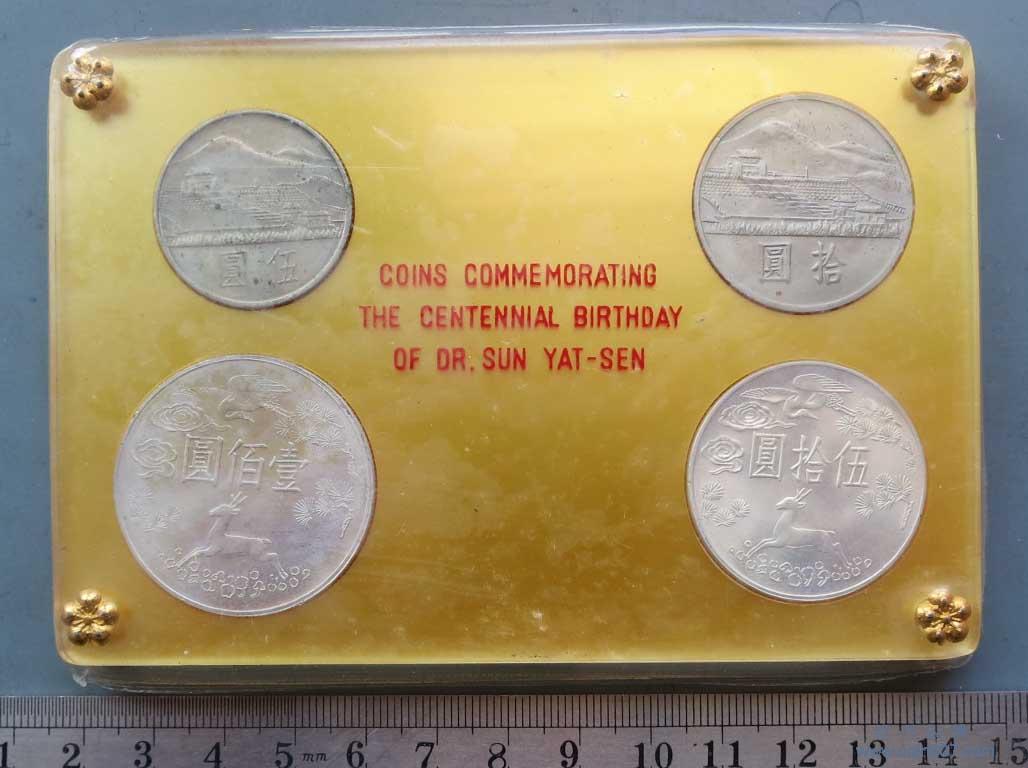 圓 伍
圓 拾
COINS COMMEMORATING
THE CENTENNIAL BIRTHDAY
OF DR. SUN YAT-SEN
圓佰壹
圓拾伍
1 2 3 4 5 mm 6 7 8 9 10 11 12 13 14 15